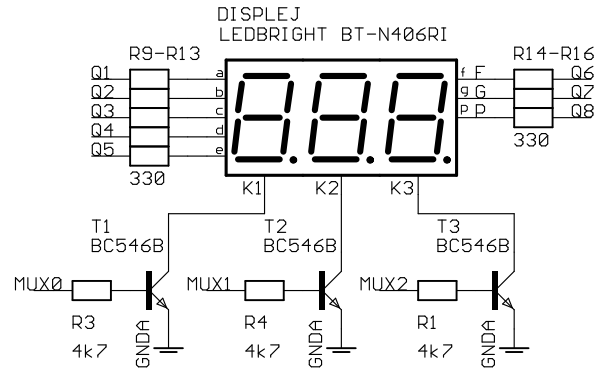 DISPLEJ
LEDBRIGHT BT-N406RI
R9-R13
R14-R16
Q1 a f F Q6
Q2 b g G Q7
Q3 c P P Q8
Q4 d
Q5 e
330
330
K1 K2 K3
T1 T2 T3
BC546B BC546B BC546B
MUX0 MUX1 MUX2
R3 R4 R1
4k7 4k7 4k7
GNDA GNDA GNDA